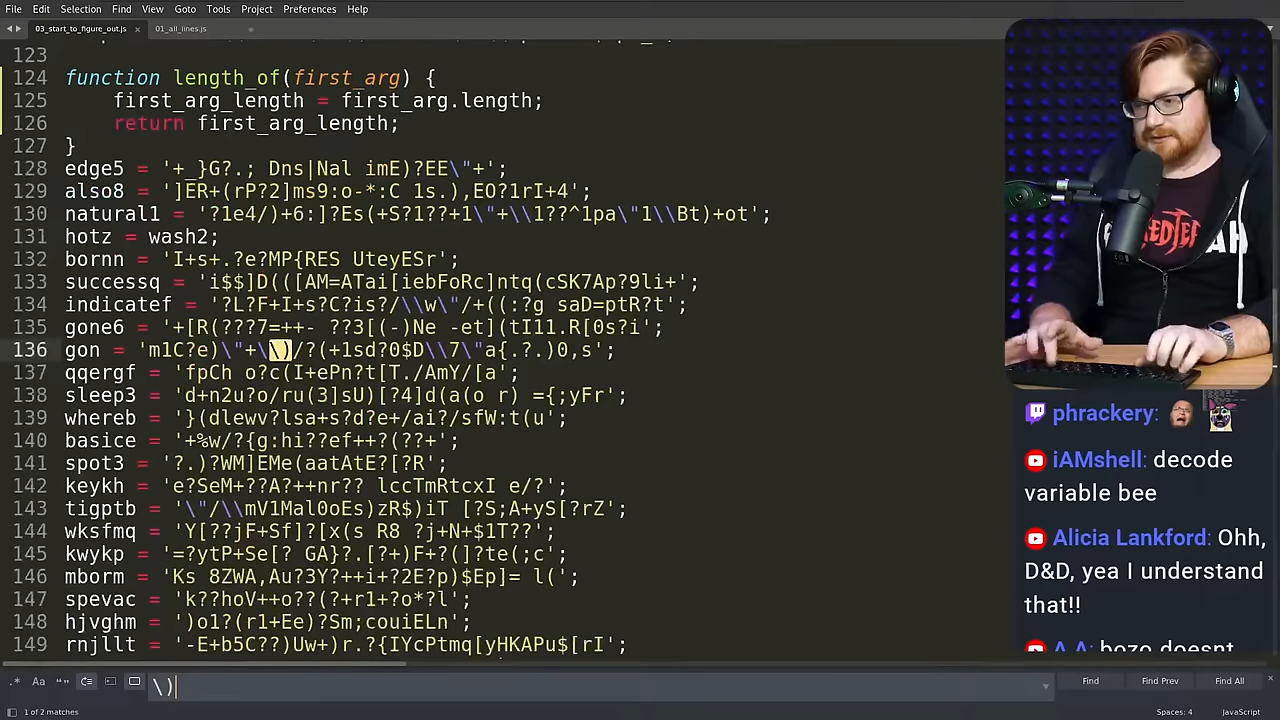 File Edit Selection Find View Goto Tools Project Preferences Help
03_start_to_figure_out.js × 01_all_lines.js
123
124 function length_of(first_arg) {
125 first_arg_length = first_arg.length;
126 return first_arg_length;
127 }
128 edge5 = '+_}G?.; Dns|Nal imE)?EE\"+';
129 also8 = ']ER+(rP?2]ms9:o-*:C 1s.),EO?1rI+4';
130 natural1 = '?1e4/)+6:]?Es(+S?1??+1\"+\\1??^1pa\"1\\Bt)+ot';
131 hotz = wash2;
132 bornn = 'I+s+.?e?MP{RES UteyESr';
133 successq = 'i$$]D(([AM=ATai[iebFoRc]ntq(cSK7Ap?9li+';
134 indicatef = '?L?F+I+s?C?is?/\\w\"/+((:?g saD=ptR?t';
135 gone6 = '+[R(???7=++- ??3[(-)Ne -et](tI11.R[0s?i';
136 gon = 'm1C?e)\"+\\)/?(+1sd?0$D\\7\"a{.?.)0,s';
137 qqergf = 'fpCh o?c(I+ePn?t[T./AmY/[a';
138 sleep3 = 'd+n2u?o/ru(3]sU)[?4]d(a(o r) ={;yFr';
139 whereb = '}(dlewv?lsa+s?d?e+/ai?/sfW:t(u';
140 basice = '+%w/?{g:hi??ef++?(??+';
141 spot3 = '?.)?WM]EMe(aatAtE?[?R';
142 keykh = 'e?SeM+??A?++nr?? lccTmRtcxI e/?';
143 tigptb = '\"/\\mV1Mal0oEs)zR$)iT [?S;A+yS[?rZ';
144 wksfmq = 'Y[??jF+Sf]?[x(s R8 ?j+N+$1T??';
145 kwykp = '=?ytP+Se[? GA}?.[?+)F+?(]?te(;c';
146 mborm = 'Ks 8ZWA,Au?3Y?++i+?2E?p)$Ep]= l(';
147 spevac = 'k??hoV++o??(?+r1+?o*?l';
148 hjvghm = ')o1?(r1+Ee)?Sm;couiELn';
149 rnjllt = '-E+b5C??)Uw+)r.?{IYcPtmq[yHKAPu$[rI';
phrackery:
iAMshell: decode
variable bee
Alicia Lankford: Ohh,
D&D, yea I understand
that!!
A A: bozo doesnt
\)
Find Find Prev Find All
1 of 2 matches
Spaces: 4 JavaScript